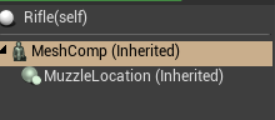 Rifle(self)
MeshComp (Inherited)
MuzzleLocation (Inherited)